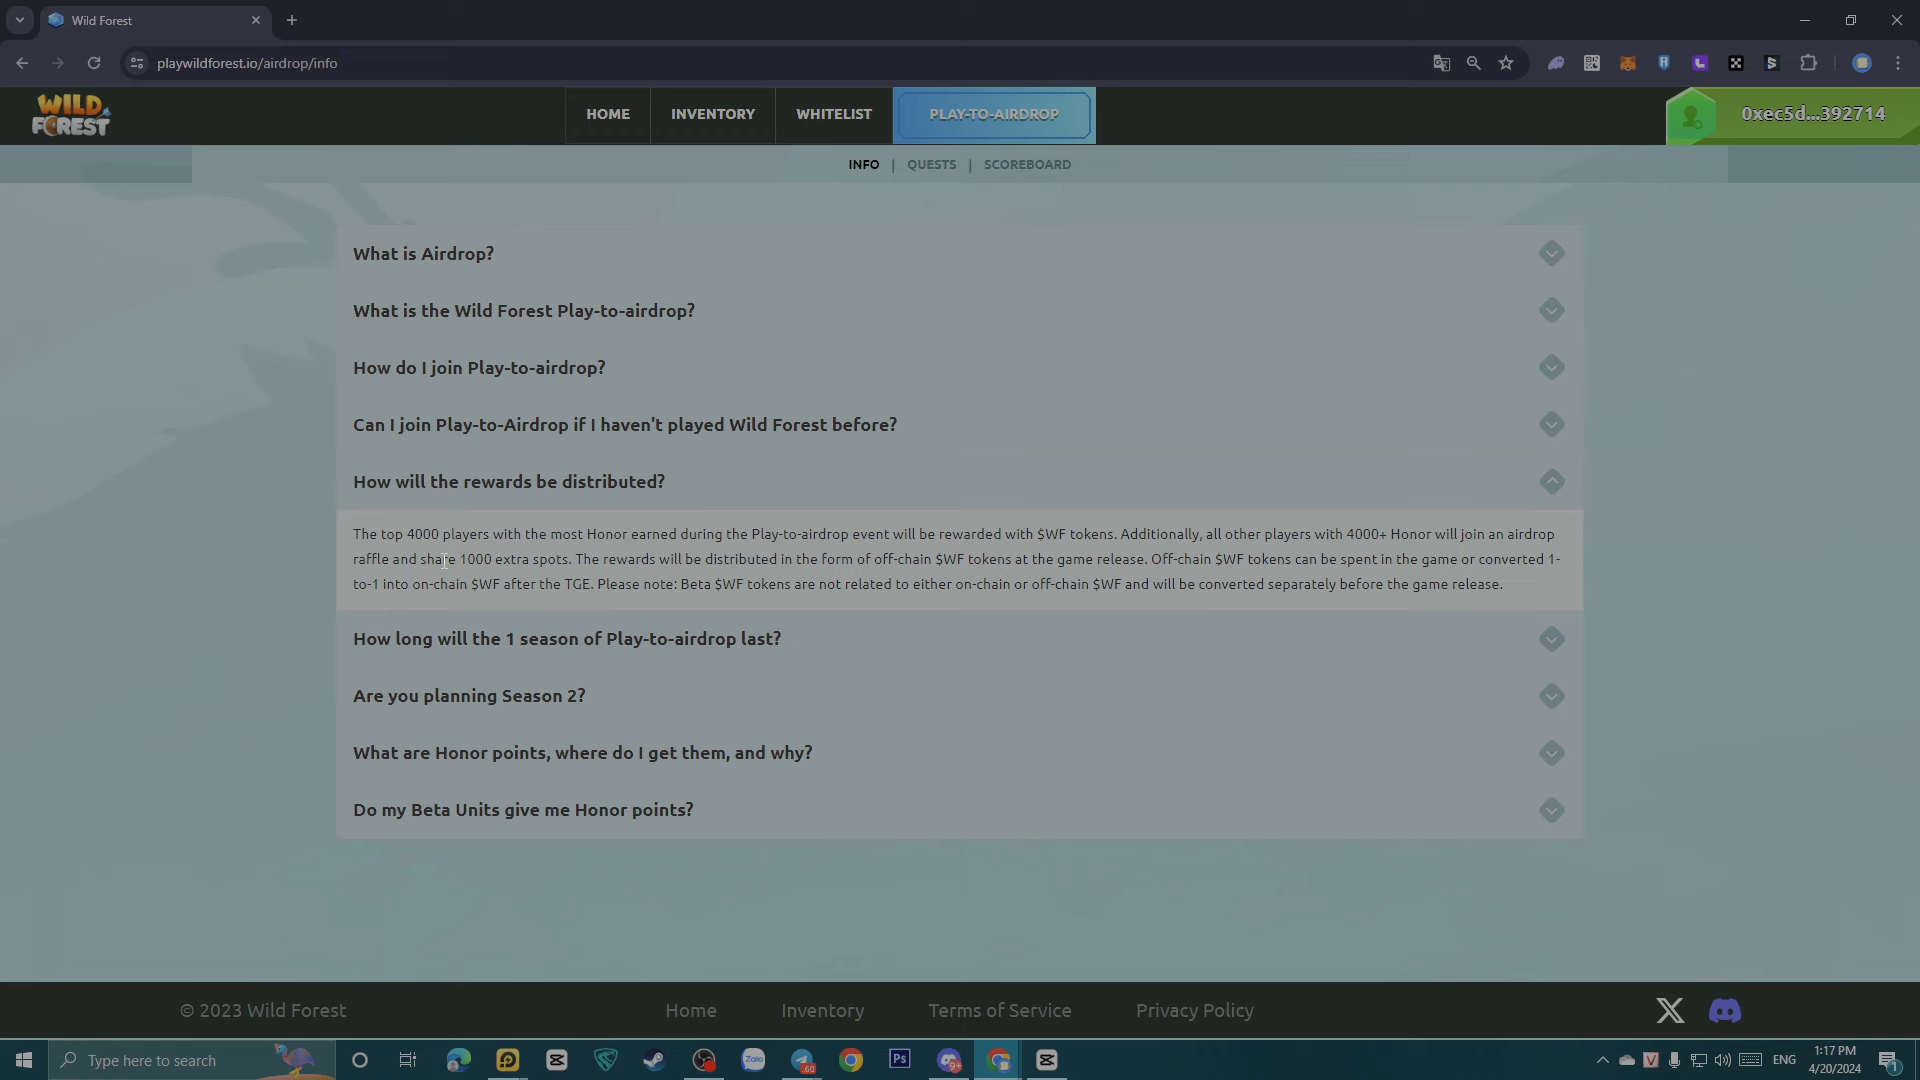 Wild Forest
playwildforest.io/airdrop/info
WILD
FOREST
HOME
INVENTORY
WHITELIST
PLAY-TO-AIRDROP
0xec5d...392714
INFO | QUESTS | SCOREBOARD
What is Airdrop?
What is the Wild Forest Play-to-airdrop?
How do I join Play-to-airdrop?
Can I join Play-to-Airdrop if I haven't played Wild Forest before?
How will the rewards be distributed?
The top 4000 players with the most Honor earned during the Play-to-airdrop event will be rewarded with $WF tokens. Additionally, all other players with 4000+ Honor will join an airdrop
raffle and share 1000 extra spots. The rewards will be distributed in the form of off-chain $WF tokens at the game release. Off-chain $WF tokens can be spent in the game or converted 1-
to-1 into on-chain $WF after the TGE. Please note: Beta $WF tokens are not related to either on-chain or off-chain $WF and will be converted separately before the game release.
How long will the 1 season of Play-to-airdrop last?
Are you planning Season 2?
What are Honor points, where do I get them, and why?
Do my Beta Units give me Honor points?
© 2023 Wild Forest
Home
Inventory
Terms of Service
Privacy Policy
Type here to search
Zalo
.60
Ps
9+
V
ENG
1:17 PM
4/20/2024
1